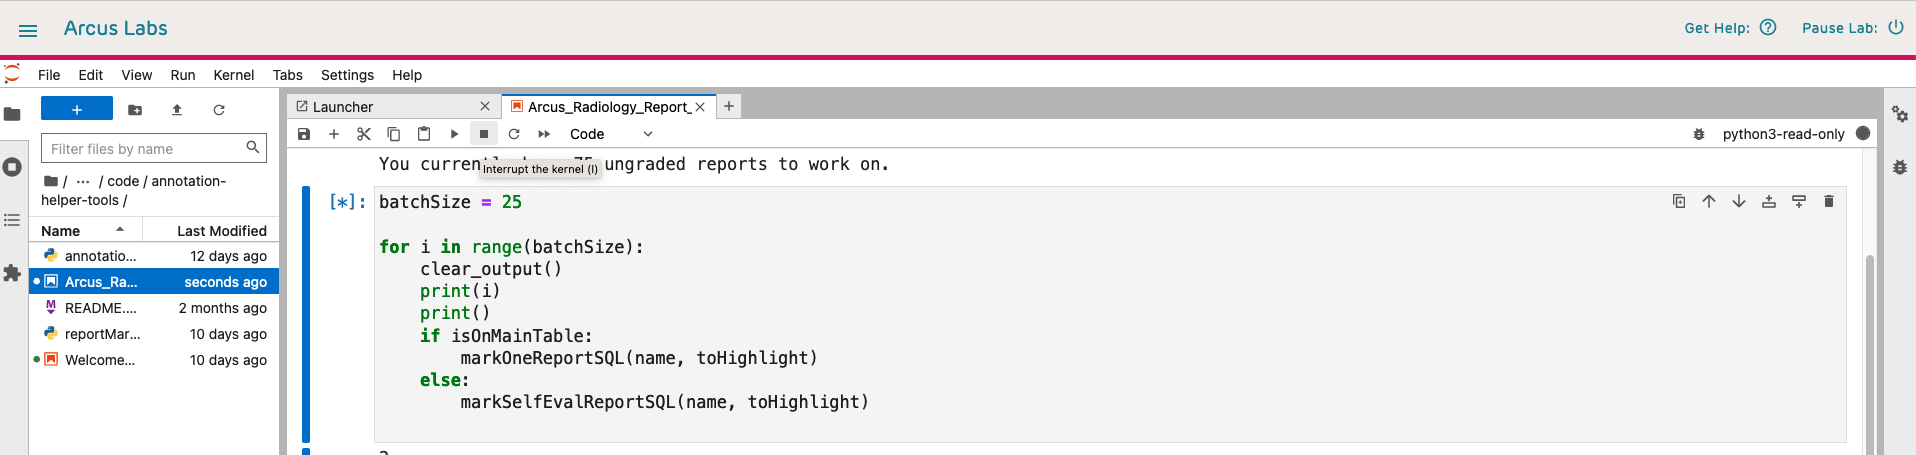 Arcus Labs
Get Help:
Pause Lab:
File Edit View Run Kernel Tabs Settings Help
Launcher
Arcus_Radiology_Report_
Code
python3-read-only
Filter files by name
/ ··· / code / annotation-
helper-tools /
Name Last Modified
annotatio... 12 days ago
Arcus_Ra... seconds ago
README.... 2 months ago
reportMar... 10 days ago
Welcome... 10 days ago
You currently 75 ungraded reports to work on.
Interrupt the kernel (I)
[*]:
batchSize = 25
for i in range(batchSize):
    clear_output()
    print(i)
    print()
    if isOnMainTable:
        markOneReportSQL(name, toHighlight)
    else:
        markSelfEvalReportSQL(name, toHighlight)